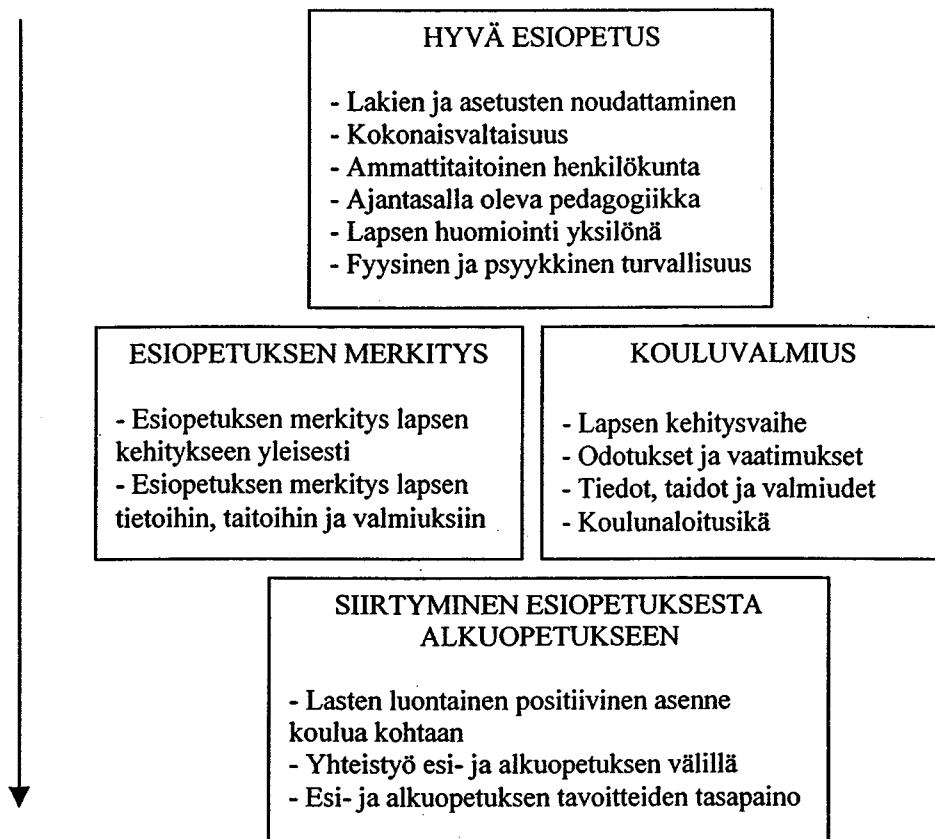 HYVÄ ESIOPETUS
- Lakien ja asetusten noudattaminen
- Kokonaisvaltaisuus
- Ammattitaitoinen henkilökunta
- Ajantasalla oleva pedagogiikka
- Lapsen huomiointi yksilönä
- Fyysinen ja psyykkinen turvallisuus
ESIOPETUKSEN MERKITYS
- Esiopetuksen merkitys lapsen
kehitykseen yleisesti
- Esiopetuksen merkitys lapsen
tietoihin, taitoihin ja valmiuksiin
KOULUVALMIUS
- Lapsen kehitysvaihe
- Odotukset ja vaatimukset
- Tiedot, taidot ja valmiudet
- Koulunaloitusikä
SIIRTYMINEN ESIOPETUKSESTA
ALKUOPETUKSEEN
- Lasten luontainen positiivinen asenne
koulua kohtaan
- Yhteistyö esi- ja alkuopetuksen välillä
- Esi- ja alkuopetuksen tavoitteiden tasapaino